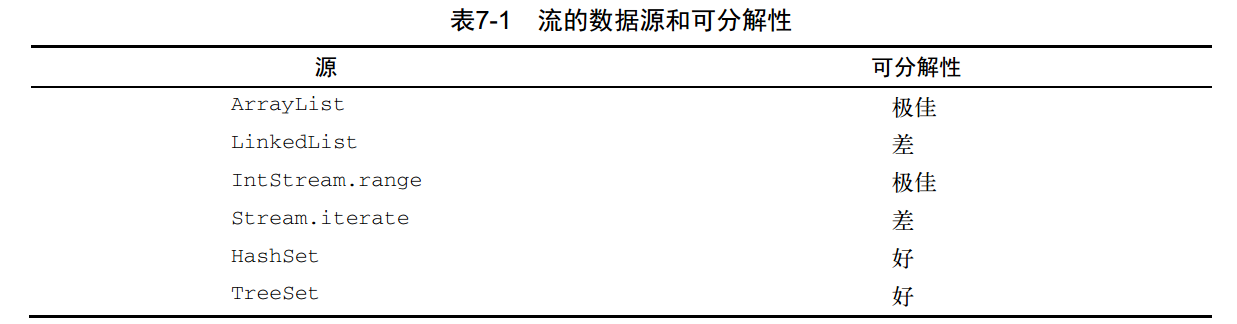 表7-1 流的数据源和可分解性
源 可分解性
ArrayList 极佳
LinkedList 差
IntStream.range 极佳
Stream.iterate 差
HashSet 好
TreeSet 好